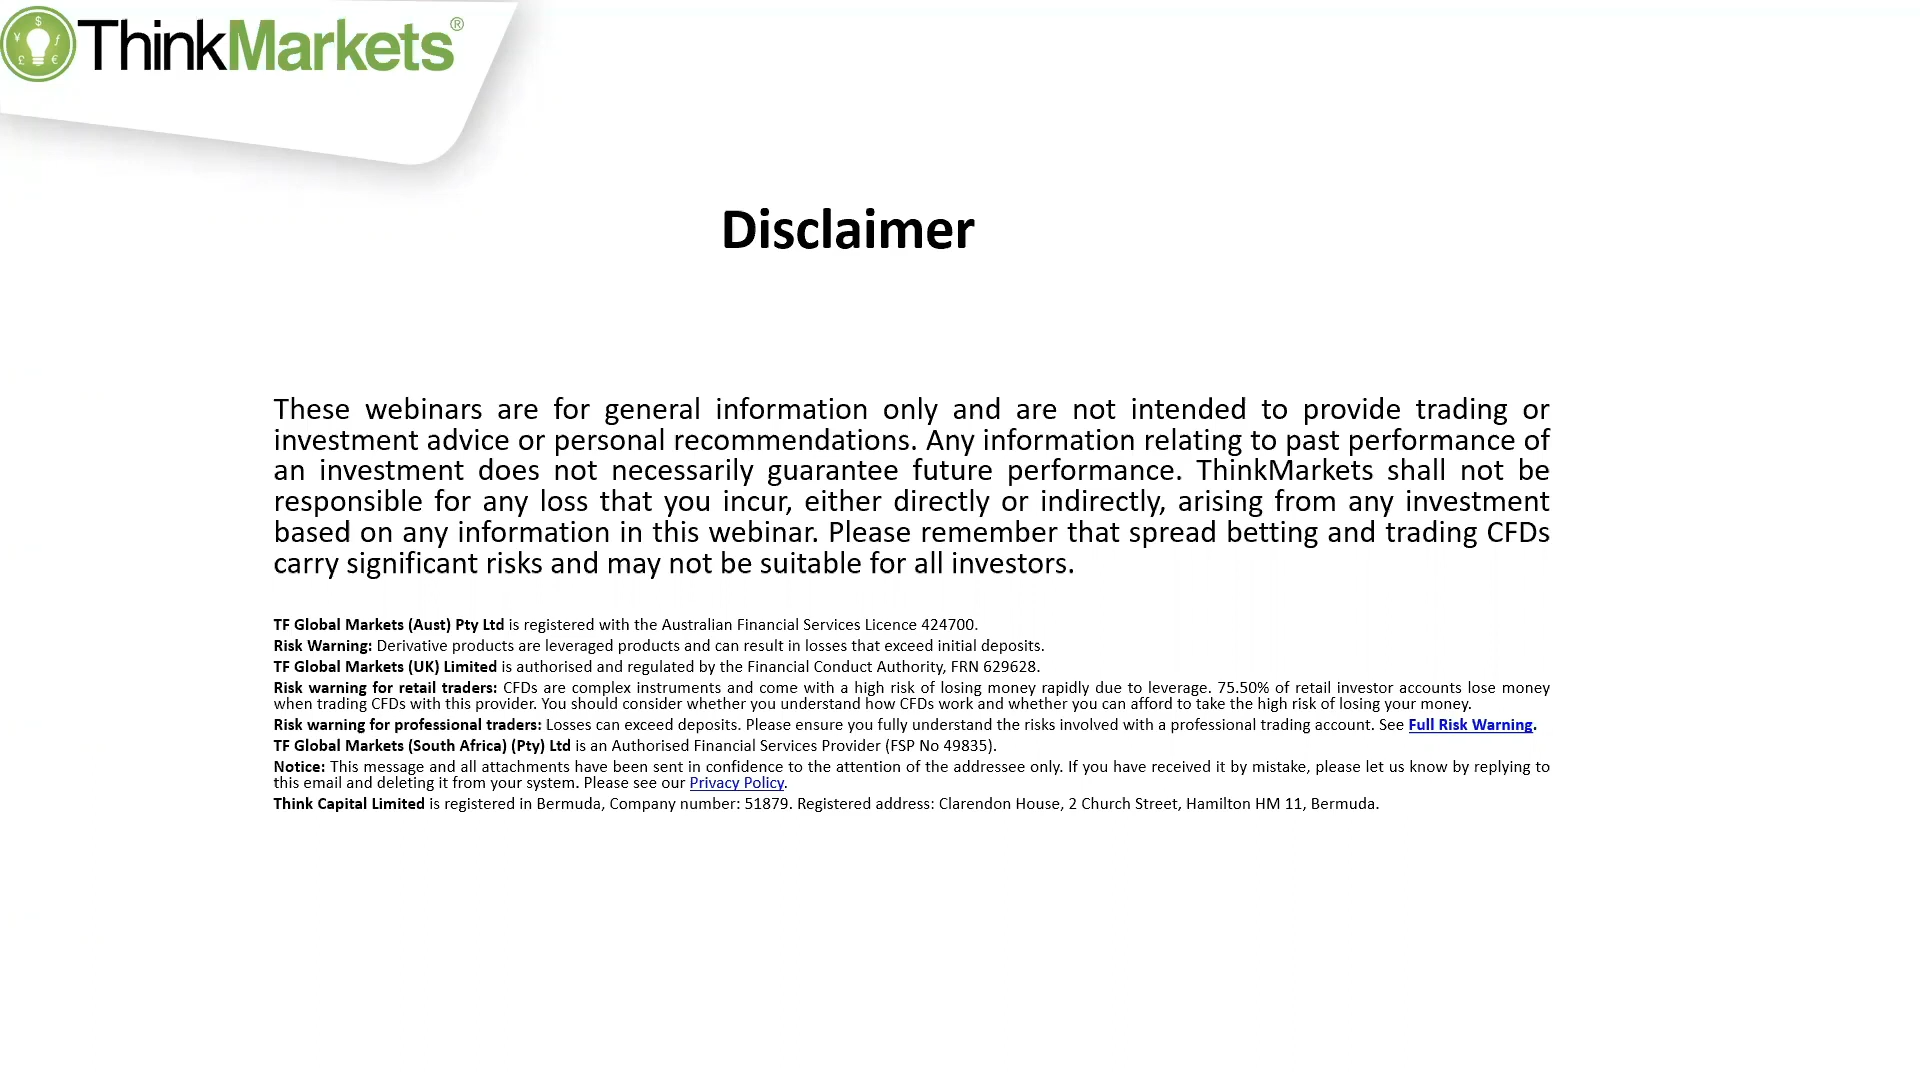 ThinkMarkets®
Disclaimer
These webinars are for general information only and are not intended to provide trading or
investment advice or personal recommendations. Any information relating to past performance of
an investment does not necessarily guarantee future performance. ThinkMarkets shall not be
responsible for any loss that you incur, either directly or indirectly, arising from any investment
based on any information in this webinar. Please remember that spread betting and trading CFDs
carry significant risks and may not be suitable for all investors.
TF Global Markets (Aust) Pty Ltd is registered with the Australian Financial Services Licence 424700.
Risk Warning: Derivative products are leveraged products and can result in losses that exceed initial deposits.
TF Global Markets (UK) Limited is authorised and regulated by the Financial Conduct Authority, FRN 629628.
Risk warning for retail traders: CFDs are complex instruments and come with a high risk of losing money rapidly due to leverage. 75.50% of retail investor accounts lose money
when trading CFDs with this provider. You should consider whether you understand how CFDs work and whether you can afford to take the high risk of losing your money.
Risk warning for professional traders: Losses can exceed deposits. Please ensure you fully understand the risks involved with a professional trading account. See Full Risk Warning.
TF Global Markets (South Africa) (Pty) Ltd is an Authorised Financial Services Provider (FSP No 49835).
Notice: This message and all attachments have been sent in confidence to the attention of the addressee only. If you have received it by mistake, please let us know by replying to
this email and deleting it from your system. Please see our Privacy Policy.
Think Capital Limited is registered in Bermuda, Company number: 51879. Registered address: Clarendon House, 2 Church Street, Hamilton HM 11, Bermuda.